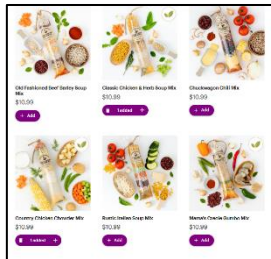 Old Fashioned Beef Barley Soup
Mix
$10.99
+ Add
Classic Chicken & Herb Soup Mix
$10.99
1 added +
Chuckwagon Chili Mix
$10.99
+ Add
Country Chicken Chowder Mix
$10.99
1 added +
Rustic Italian Soup Mix
$10.99
+ Add
Mama's Creole Gumbo Mix
$10.99
+ Add